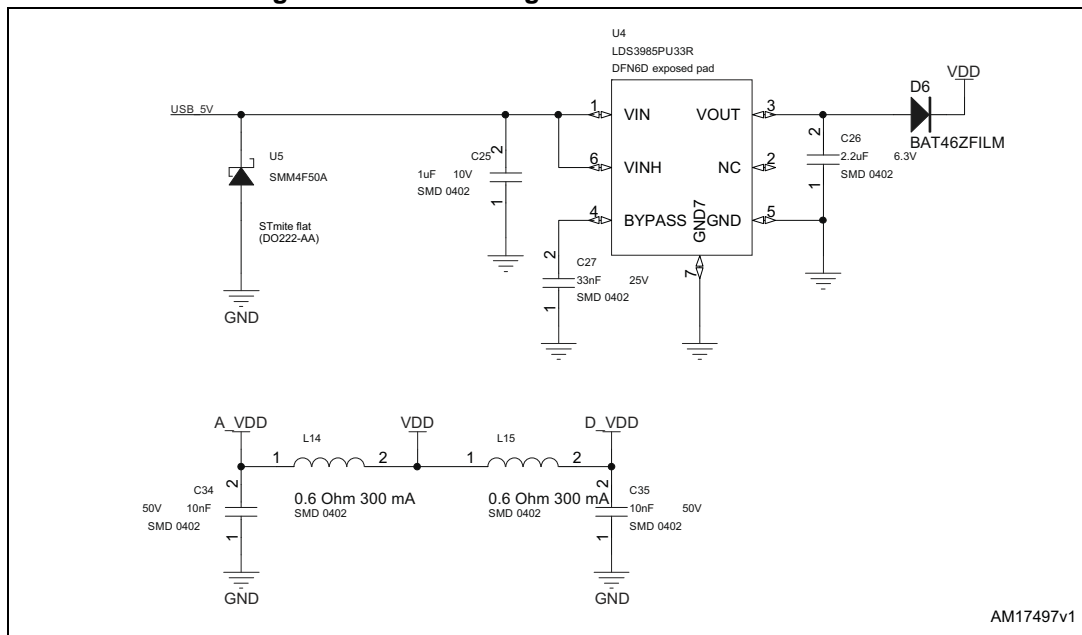 U4
LDS3985PU33R
DFN6D exposed pad
VDD
D6
USB_5V
1 VIN VOUT 3
BAT46ZFILM
U5
SMM4F50A
STmite flat
(DO222-AA)
GND
2 C25
1uF 10V
SMD 0402
1
6 VINH NC 2
2 C26
2.2uF 6.3V
SMD 0402
1
4 BYPASS GND 5
GND7
7
2 C27
33nF 25V
SMD 0402
1
A_VDD VDD D_VDD
L14 L15
1 2 1 2
0.6 Ohm 300 mA 0.6 Ohm 300 mA
SMD 0402 SMD 0402
2 C34
50V 10nF
SMD 0402
1
GND
2 C35
10nF 50V
SMD 0402
1
GND
AM17497v1